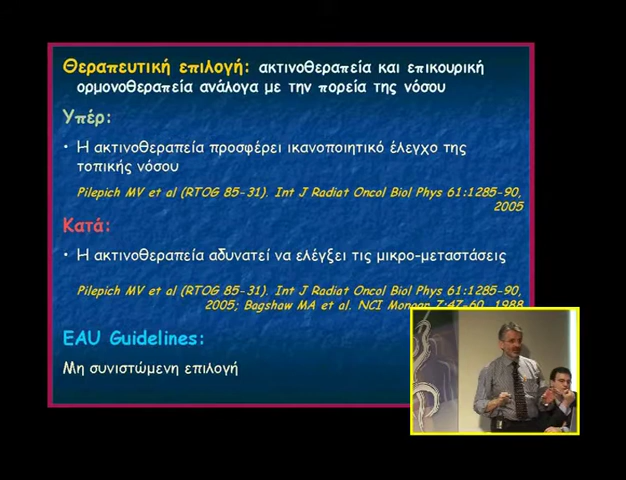 Θεραπευτική επιλογή: ακτινοθεραπεία και επικουρική
ορμονοθεραπεία ανάλογα με την πορεία της νόσου
Υπέρ:
• Η ακτινοθεραπεία προσφέρει ικανοποιητικό έλεγχο της
τοπικής νόσου
Pilepich MV et al (RTOG 85-31). Int J Radiat Oncol Biol Phys 61:1285-90,
2005
Κατά:
• Η ακτινοθεραπεία αδυνατεί να ελέγξει τις μικρο-μεταστάσεις
Pilepich MV et al (RTOG 85-31). Int J Radiat Oncol Biol Phys 61:1285-90,
2005; Bagshaw MA et al. NCI Monogr 7:47-60, 1988
EAU Guidelines:
Μη συνιστώμενη επιλογή